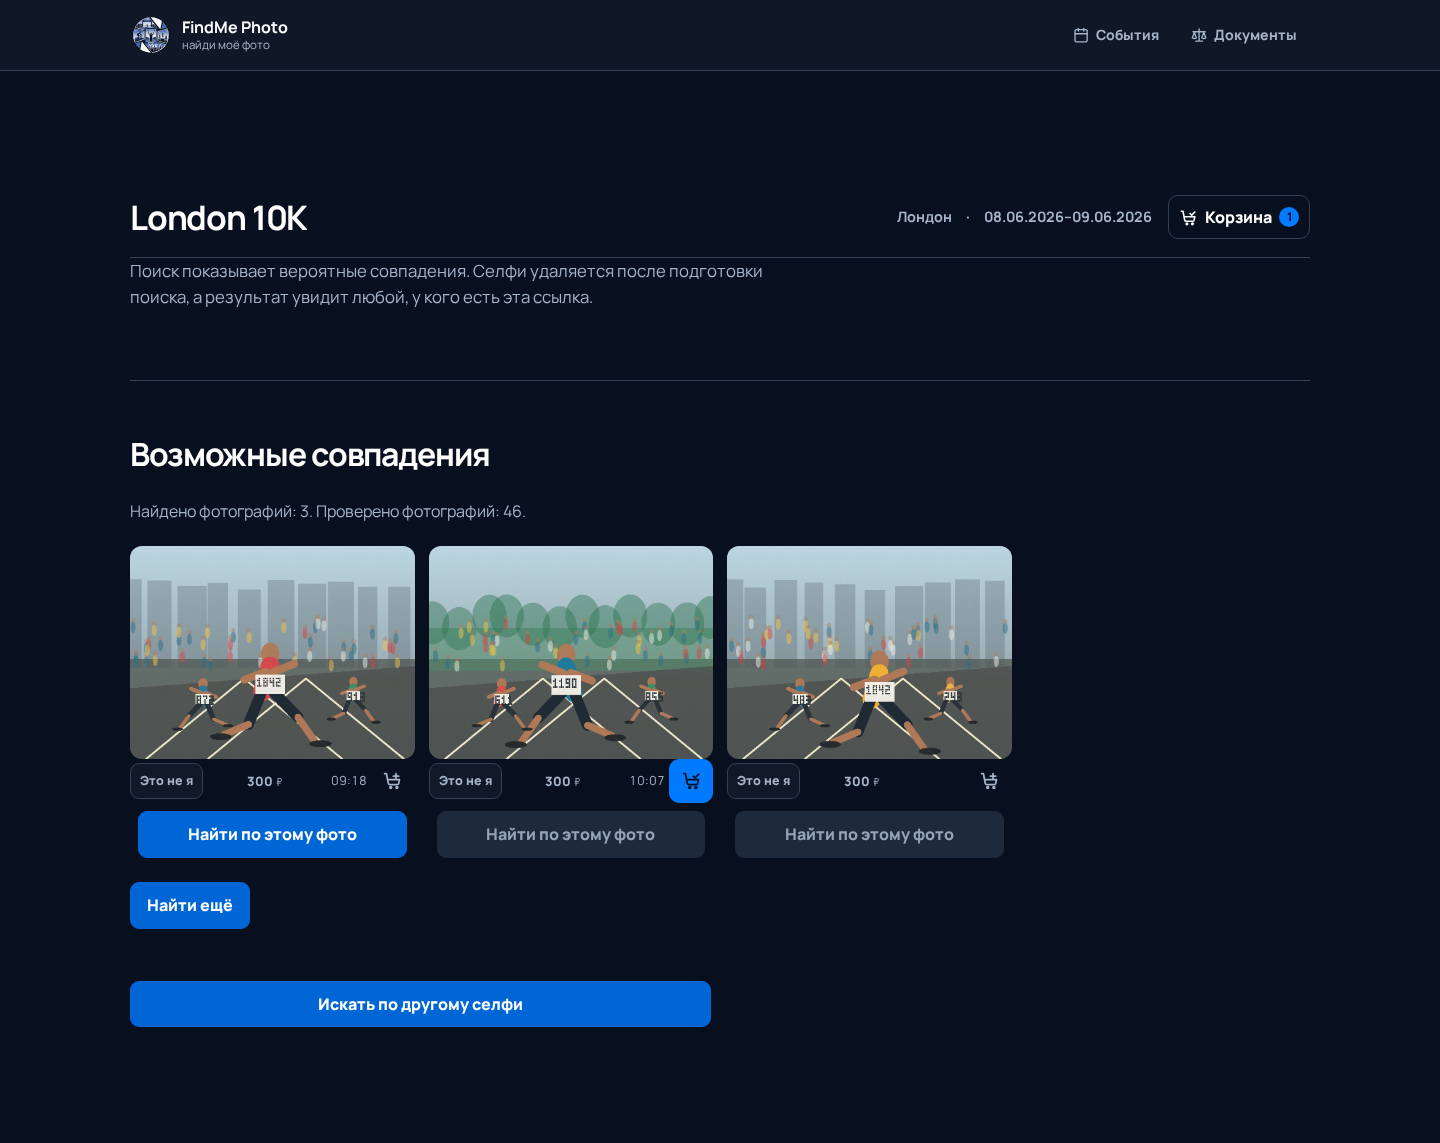 FindMe Photo
найди моё фото
События
Документы
London 10K
Лондон · 08.06.2026–09.06.2026
Корзина 1
Поиск показывает вероятные совпадения. Селфи удаляется после подготовки
поиска, а результат увидит любой, у кого есть эта ссылка.
Возможные совпадения
Найдено фотографий: 3. Проверено фотографий: 46.
1842
1190
1842
483
Это не я 300 ₽ 09:18
Это не я 300 ₽ 10:07
Это не я 300 ₽
Найти по этому фото
Найти по этому фото
Найти по этому фото
Найти ещё
Искать по другому селфи